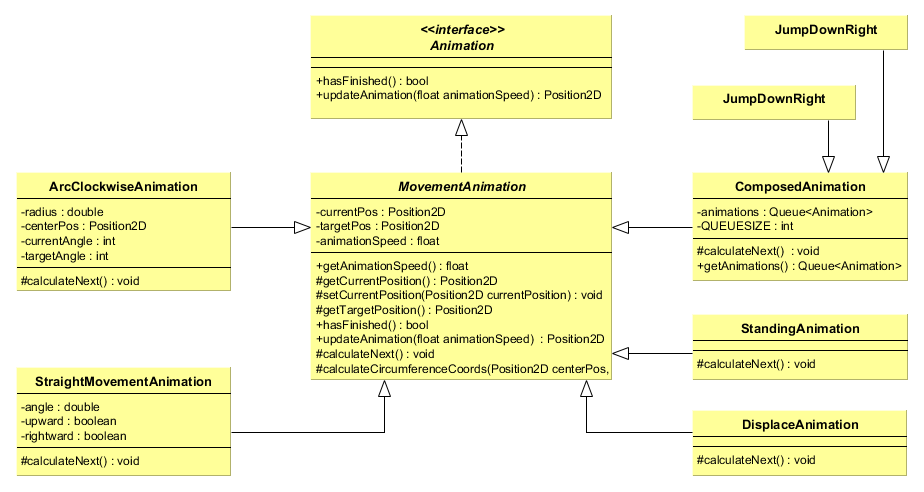 <<interface>>
Animation
+hasFinished() : bool
+updateAnimation(float animationSpeed) : Position2D
JumpDownRight
JumpDownRight
ArcClockwiseAnimation
-radius : double
-centerPos : Position2D
-currentAngle : int
-targetAngle : int
#calculateNext() : void
MovementAnimation
-currentPos : Position2D
-targetPos : Position2D
-animationSpeed : float
+getAnimationSpeed() : float
#getCurrentPosition() : Position2D
#setCurrentPosition(Position2D currentPosition) : void
#getTargetPosition() : Position2D
+hasFinished() : bool
+updateAnimation(float animationSpeed) : Position2D
#calculateNext() : void
#calculateCircumferenceCoords(Position2D centerPos,
ComposedAnimation
-animations : Queue<Animation>
-QUEUESIZE : int
#calculateNext() : void
+getAnimations() : Queue<Animation>
StandingAnimation
#calculateNext() : void
StraightMovementAnimation
-angle : double
-upward : boolean
-rightward : boolean
#calculateNext() : void
DisplaceAnimation
#calculateNext() : void